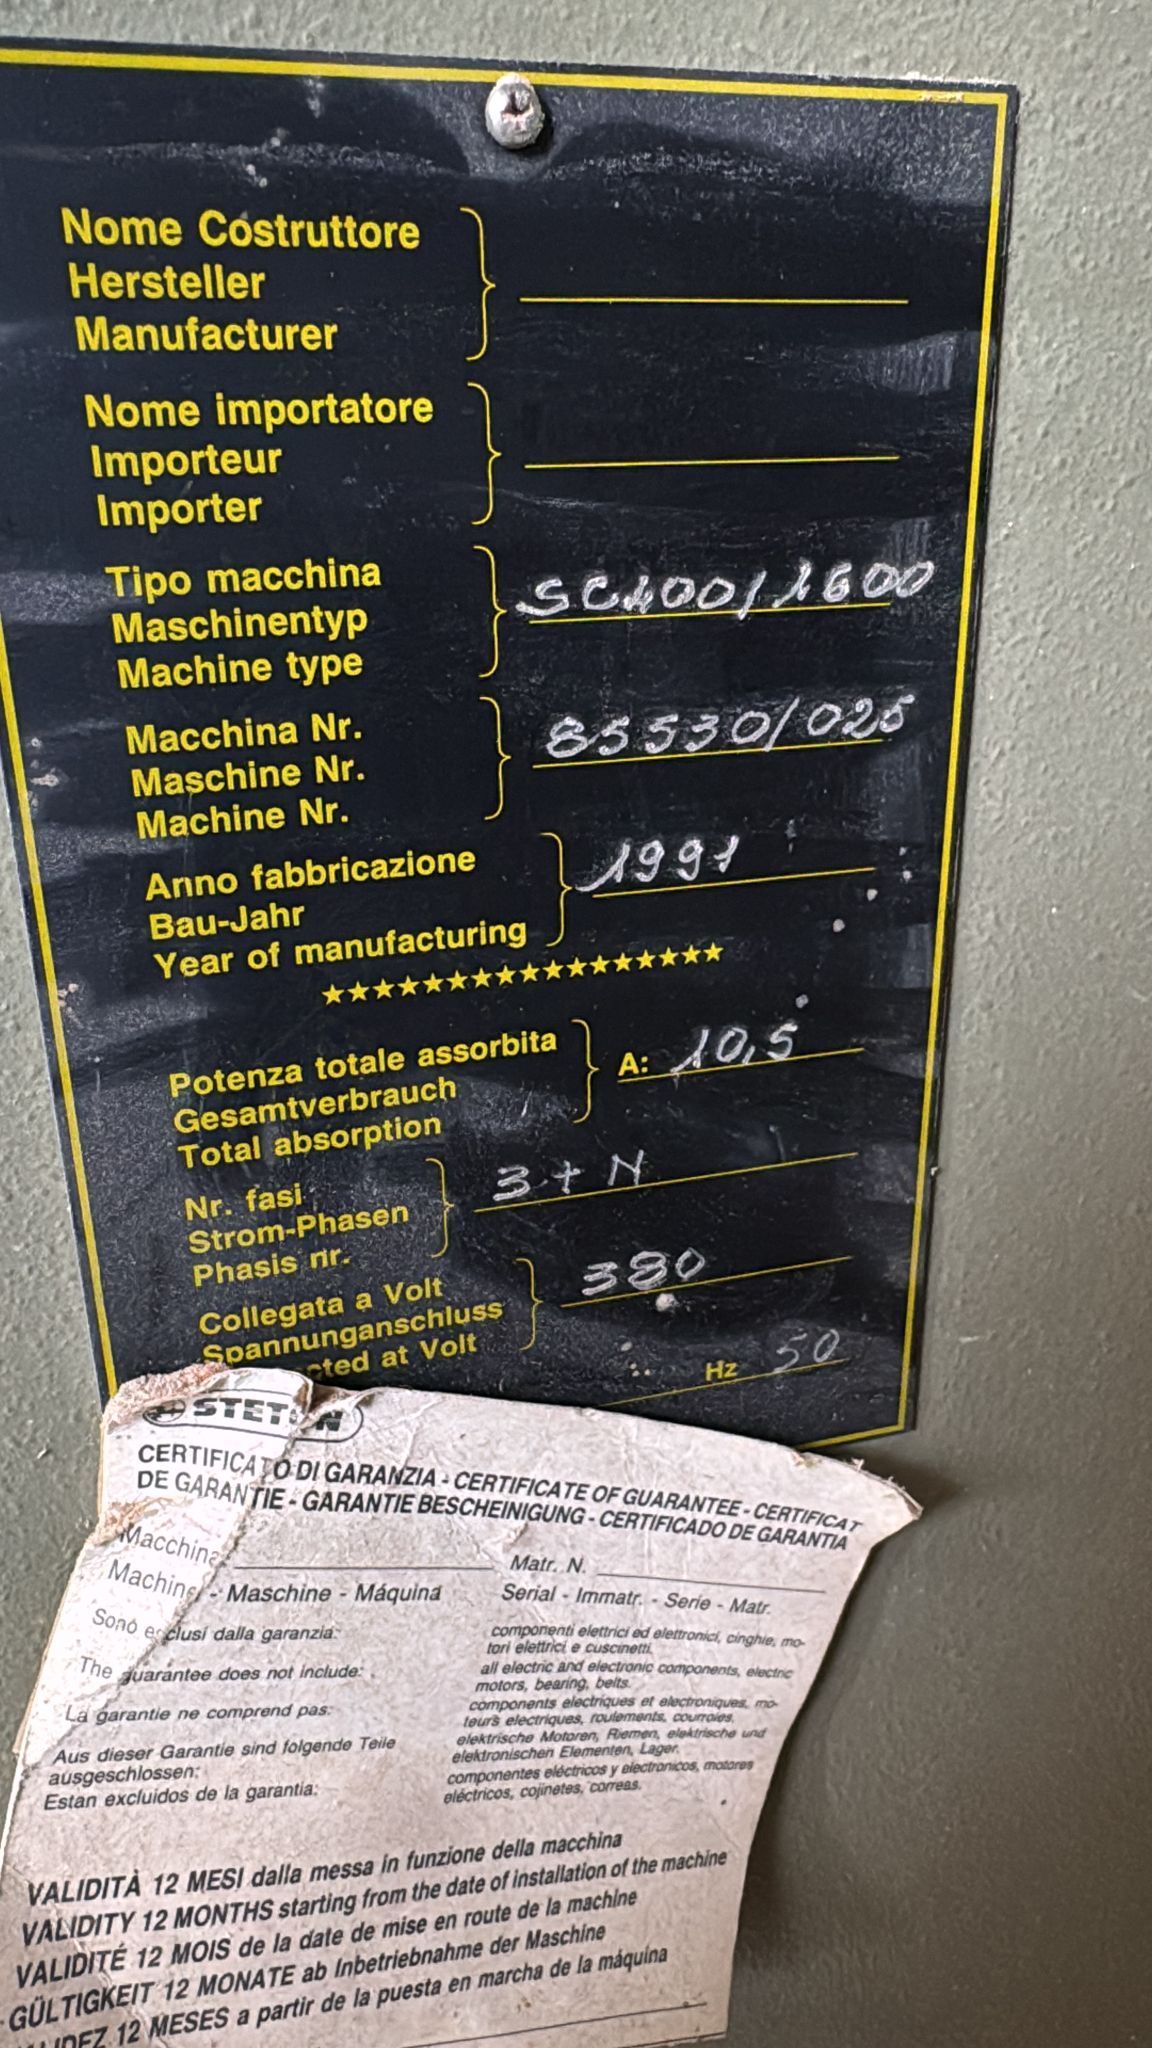 Nome Costruttore
Hersteller
Manufacturer
Nome importatore
Importeur
Importer
Tipo macchina
Maschinentyp
Machine type
SC400/1600
Macchina Nr.
Maschine Nr.
Machine Nr.
85530/025
Anno fabbricazione
Bau-Jahr
Year of manufacturing
1991
★★★★★★★★★★★★★★★★
Potenza totale assorbita
Gesamtverbrauch
Total absorption
A: 10,5
Nr. fasi
Strom-Phasen
Phasis nr.
3+N
Collegata a Volt
Spannunganschluss
cted at Volt
380
Hz 50
CERTIFICATO DI GARANZIA - CERTIFICATE OF GUARANTEE - CERTIFICAT
DE GARANTIE - GARANTIE BESCHEINIGUNG - CERTIFICADO DE GARANTIA
Macchina
Matr. N.
Machine - Maschine - Máquina
Serial - Immatr. - Serie - Matr.
Sono esclusi dalla garanzia:
componenti elettrici ed elettronici, cinghie, mo-
tori elettrici e cuscinetti.
The guarantee does not include:
all electric and electronic components, electric
motors, bearing, belts.
La garantie ne comprend pas:
components electriques et electroniques, mo-
teurs electriques, roulements, courroies.
Aus dieser Garantie sind folgende Teile
ausgeschlossen:
elektrische Motoren, Riemen, elektrische und
elektronischen Elementen, Lager.
Estan excluidos de la garantia:
componentes eléctricos y electronicos, motores
eléctricos, cojinetes, correas.
VALIDITÀ 12 MESI dalla messa in funzione della macchina
VALIDITY 12 MONTHS starting from the date of installation of the machine
VALIDITÉ 12 MOIS de la date de mise en route de la machine
GÜLTIGKEIT 12 MONATE ab Inbetriebnahme der Maschine
12 MESES a partir de la puesta en marcha de la máquina